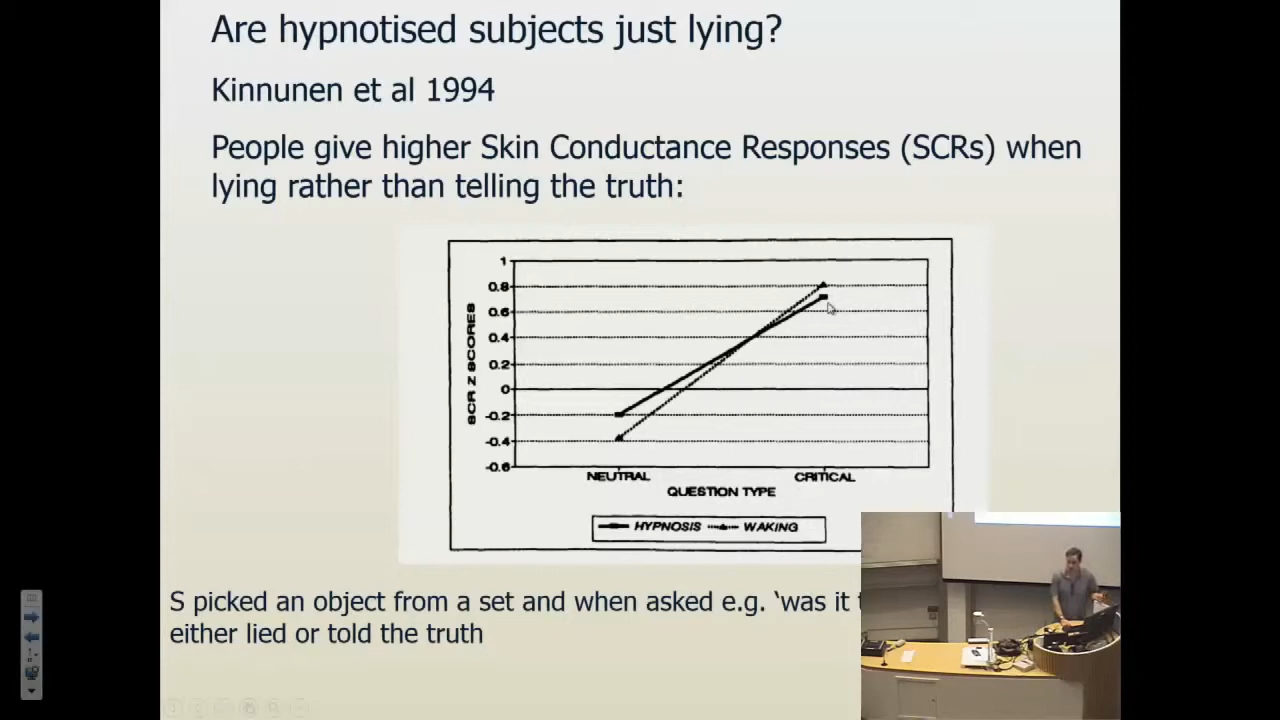 Are hypnotised subjects just lying?
Kinnunen et al 1994
People give higher Skin Conductance Responses (SCRs) when
lying rather than telling the truth:
1
0.8
0.6
0.4
0.2
0
-0.2
-0.4
-0.6
SCR Z SCORES
NEUTRAL CRITICAL
QUESTION TYPE
HYPNOSIS WAKING
S picked an object from a set and when asked e.g. ‘was it
either lied or told the truth